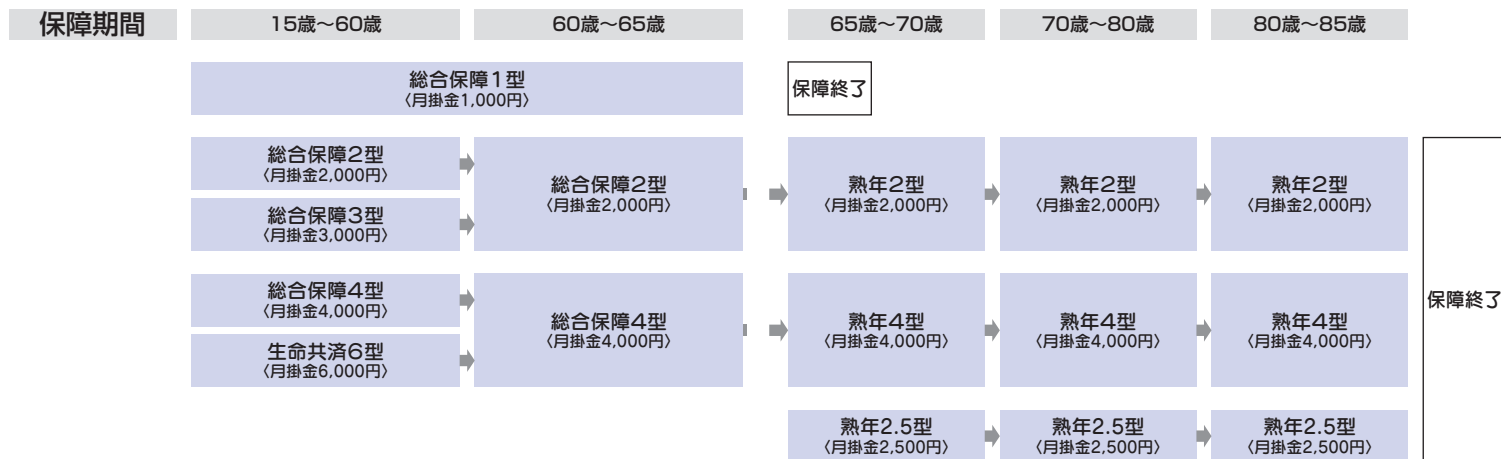 保障期間
15歳~60歳
60歳~65歳
65歳~70歳
70歳~80歳
80歳~85歳
総合保障1型
〈月掛金1,000円〉
保障終了
総合保障2型
〈月掛金2,000円〉
総合保障3型
〈月掛金3,000円〉
総合保障2型
〈月掛金2,000円〉
熟年2型
〈月掛金2,000円〉
熟年2型
〈月掛金2,000円〉
熟年2型
〈月掛金2,000円〉
総合保障4型
〈月掛金4,000円〉
生命共済6型
〈月掛金6,000円〉
総合保障4型
〈月掛金4,000円〉
熟年4型
〈月掛金4,000円〉
熟年4型
〈月掛金4,000円〉
熟年4型
〈月掛金4,000円〉
保障終了
熟年2.5型
〈月掛金2,500円〉
熟年2.5型
〈月掛金2,500円〉
熟年2.5型
〈月掛金2,500円〉